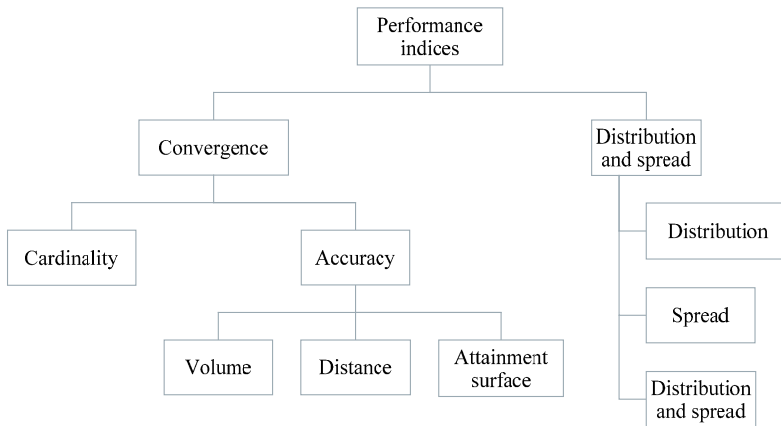 Performance
indices
Convergence
Distribution
and spread
Cardinality
Accuracy
Distribution
Volume
Distance
Attainment
surface
Spread
Distribution
and spread